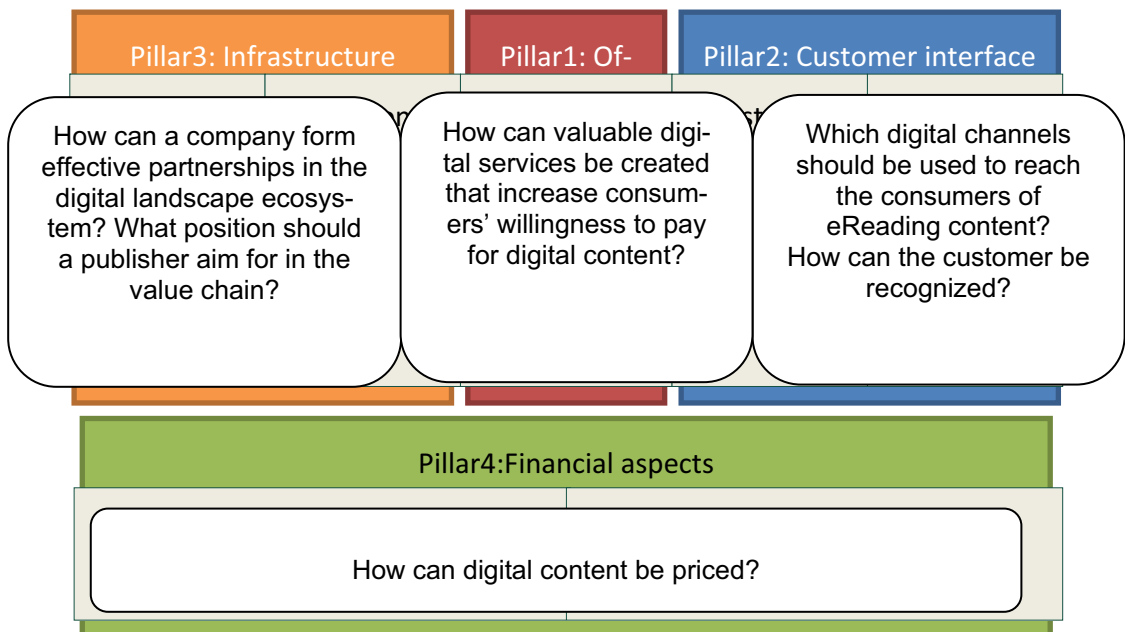 Pillar3: Infrastructure
Pillar1: Of-
Pillar2: Customer interface
How can a company form
effective partnerships in the
digital landscape ecosys-
tem? What position should
a publisher aim for in the
value chain?
How can valuable digi-
tal services be created
that increase consum-
ers’ willingness to pay
for digital content?
Which digital channels
should be used to reach
the consumers of
eReading content?
How can the customer be
recognized?
Pillar4:Financial aspects
How can digital content be priced?